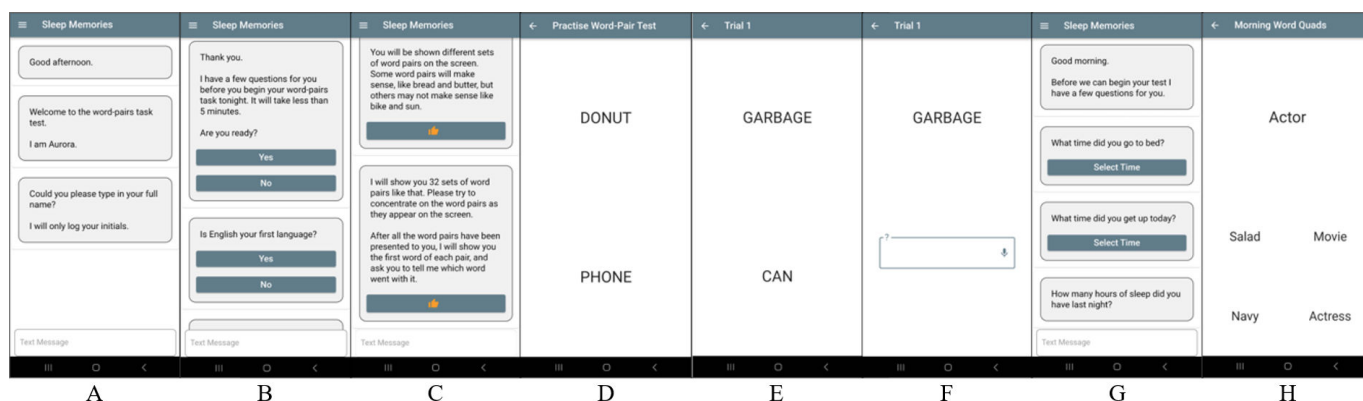 Sleep Memories
Good afternoon.
Welcome to the word-pairs task
test.
I am Aurora.
Could you please type in your full
name?
I will only log your initials.
Text Message
A
Sleep Memories
Thank you.
I have a few questions for you
before you begin your word-pairs
task tonight. It will take less than
5 minutes.
Are you ready?
Yes
No
Is English your first language?
Yes
No
Text Message
B
Sleep Memories
You will be shown different sets
of word pairs on the screen.
Some word pairs will make
sense, like bread and butter, but
others may not make sense like
bike and sun.
I will show you 32 sets of word
pairs like that. Please try to
concentrate on the word pairs as
they appear on the screen.
After all the word pairs have been
presented to you, I will show you
the first word of each pair, and
ask you to tell me which word
went with it.
Text Message
C
Practise Word-Pair Test
DONUT
PHONE
D
Trial 1
GARBAGE
CAN
E
Trial 1
GARBAGE
?
F
Sleep Memories
Good morning.
Before we can begin your test I
have a few questions for you.
What time did you go to bed?
Select Time
What time did you get up today?
Select Time
How many hours of sleep did you
have last night?
Text Message
G
Morning Word Quads
Actor
Salad Movie
Navy Actress
H